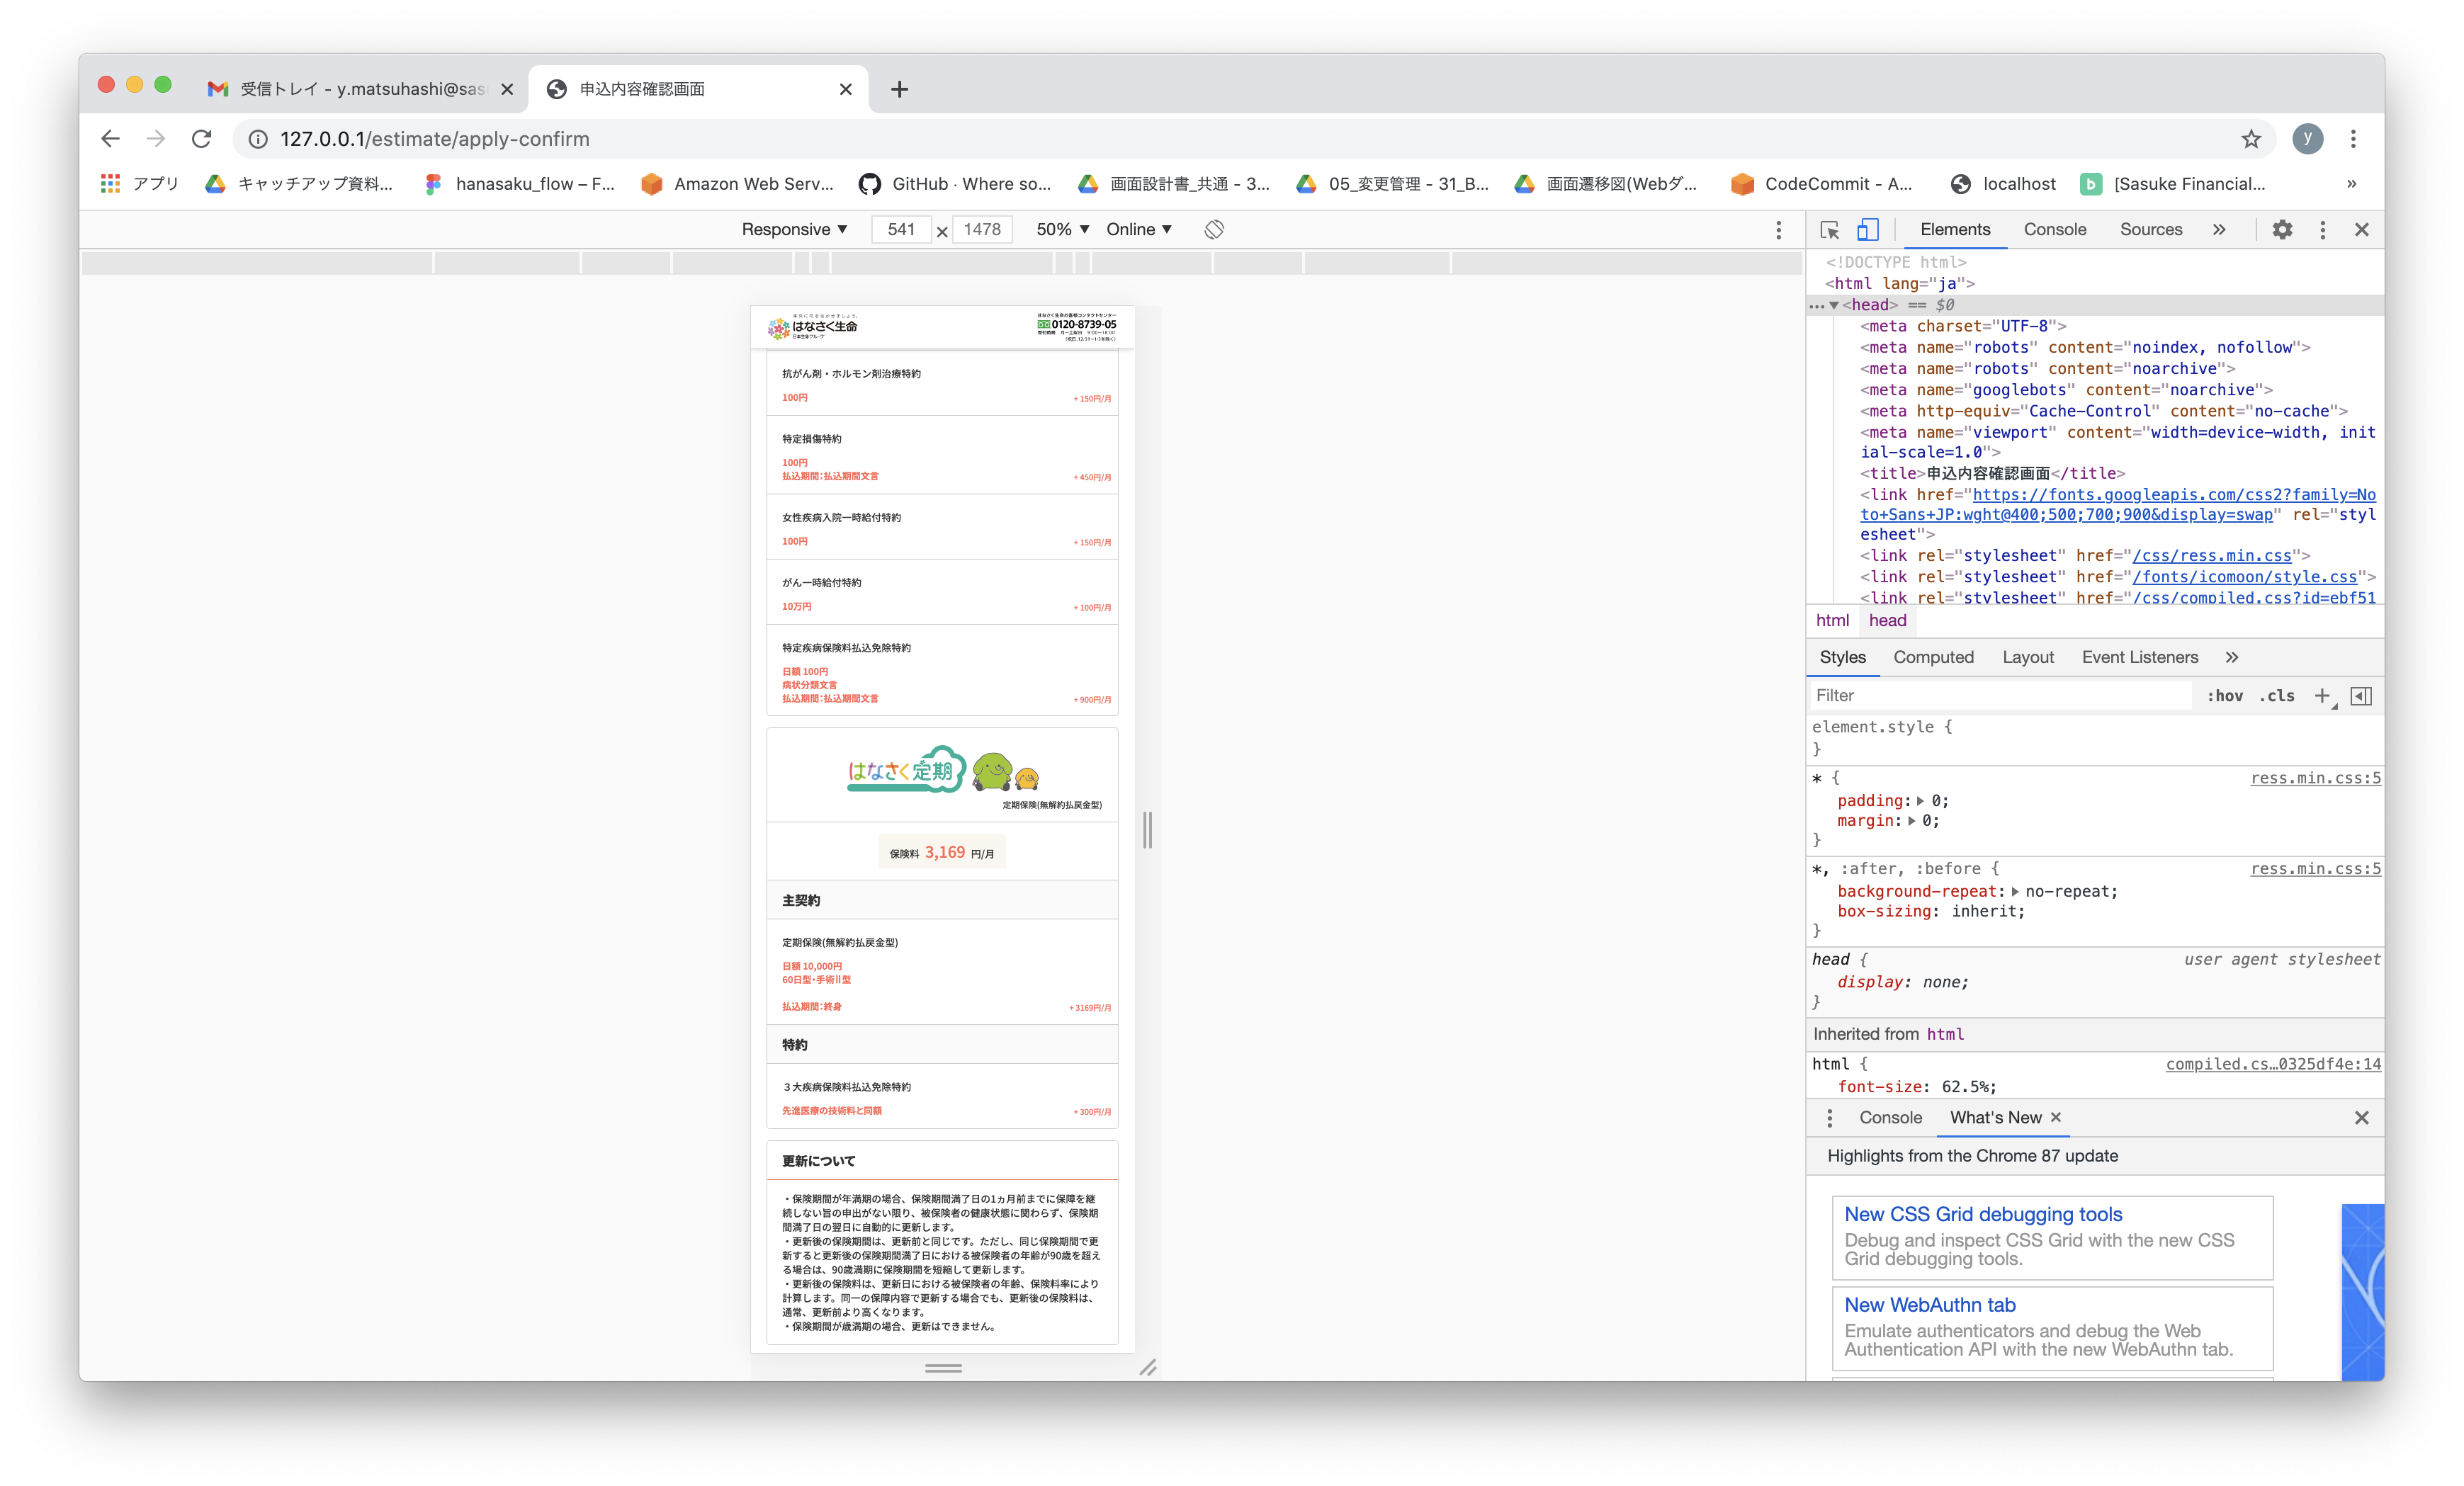 受信トレイ - y.matsuhashi@sas
申込内容確認画面
127.0.0.1/estimate/apply-confirm
y
アプリ
キャッチアップ資料...
hanasaku_flow – F...
Amazon Web Serv...
GitHub · Where so...
画面設計書_共通 - 3...
05_変更管理 - 31_B...
画面遷移図(Webダ...
CodeCommit - A...
localhost
[Sasuke Financial...
»
Responsive ▼
541 × 1478
50% ▼
Online ▼
はなさく生命
日本生命グループ
はなさく生命お客様コンタクトセンター
0120-8739-05
抗がん剤・ホルモン剤治療特約
100円
+ 150円/月
特定損傷特約
100円
払込期間：払込期間文言
+ 450円/月
女性疾病入院一時給付特約
100円
+ 150円/月
がん一時給付特約
10万円
+ 100円/月
特定疾病保険料払込免除特約
日額 100円
病状分類文言
払込期間：払込期間文言
+ 900円/月
はなさく定期
定期保険(無解約払戻金型)
保険料 3,169 円/月
主契約
定期保険(無解約払戻金型)
日額 10,000円
60日型・手術II型
払込期間：終身
+ 3169円/月
特約
３大疾病保険料払込免除特約
先進医療の技術料と同額
+ 300円/月
更新について
・保険期間が年満期の場合、保険期間満了日の1ヵ月前までに保障を継
続しない旨の申出がない限り、被保険者の健康状態に関わらず、保険期
間満了日の翌日に自動的に更新します。
・更新後の保険期間は、更新前と同じです。ただし、同じ保険期間で更
新すると更新後の保険期間満了日における被保険者の年齢が90歳を超え
る場合は、90歳満期に保険期間を短縮して更新します。
・更新後の保険料は、更新日における被保険者の年齢、保険料率により
計算します。同一の保障内容で更新する場合でも、更新後の保険料は、
通常、更新前より高くなります。
・保険期間が歳満期の場合、更新はできません。
Elements
Console
Sources
»
<!DOCTYPE html>
<html lang="ja">
...▼<head> == $0
<meta charset="UTF-8">
<meta name="robots" content="noindex, nofollow">
<meta name="robots" content="noarchive">
<meta name="googlebots" content="noarchive">
<meta http-equiv="Cache-Control" content="no-cache">
<meta name="viewport" content="width=device-width, init
ial-scale=1.0">
<title>申込内容確認画面</title>
<link href="https://fonts.googleapis.com/css2?family=No
to+Sans+JP:wght@400;500;700;900&display=swap" rel="styl
esheet">
<link rel="stylesheet" href="/css/ress.min.css">
<link rel="stylesheet" href="/fonts/icomoon/style.css">
<link rel="stylesheet" href="/css/compiled.css?id=ebf51
html head
Styles
Computed
Layout
Event Listeners
»
Filter
:hov .cls +
element.style {
}
* {
ress.min.css:5
padding: ▶ 0;
margin: ▶ 0;
}
*, :after, :before {
ress.min.css:5
background-repeat: ▶ no-repeat;
box-sizing: inherit;
}
head {
user agent stylesheet
display: none;
}
Inherited from html
html {
compiled.cs…0325df4e:14
font-size: 62.5%;
Console
What's New ×
Highlights from the Chrome 87 update
New CSS Grid debugging tools
Debug and inspect CSS Grid with the new CSS
Grid debugging tools.
New WebAuthn tab
Emulate authenticators and debug the Web
Authentication API with the new WebAuthn tab.